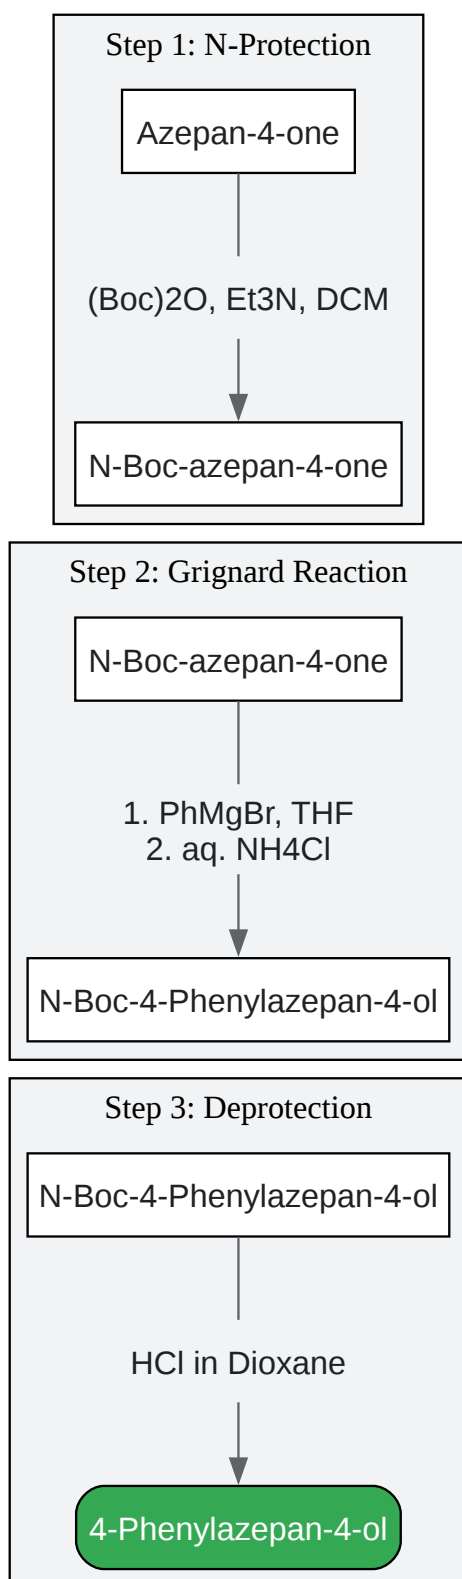 Step 1: N-Protection
Azepan-4-one
(Boc)2O, Et3N, DCM
N-Boc-azepan-4-one
Step 2: Grignard Reaction
N-Boc-azepan-4-one
1. PhMgBr, THF
2. aq. NH4Cl
N-Boc-4-Phenylazepan-4-ol
Step 3: Deprotection
N-Boc-4-Phenylazepan-4-ol
HCl in Dioxane
4-Phenylazepan-4-ol